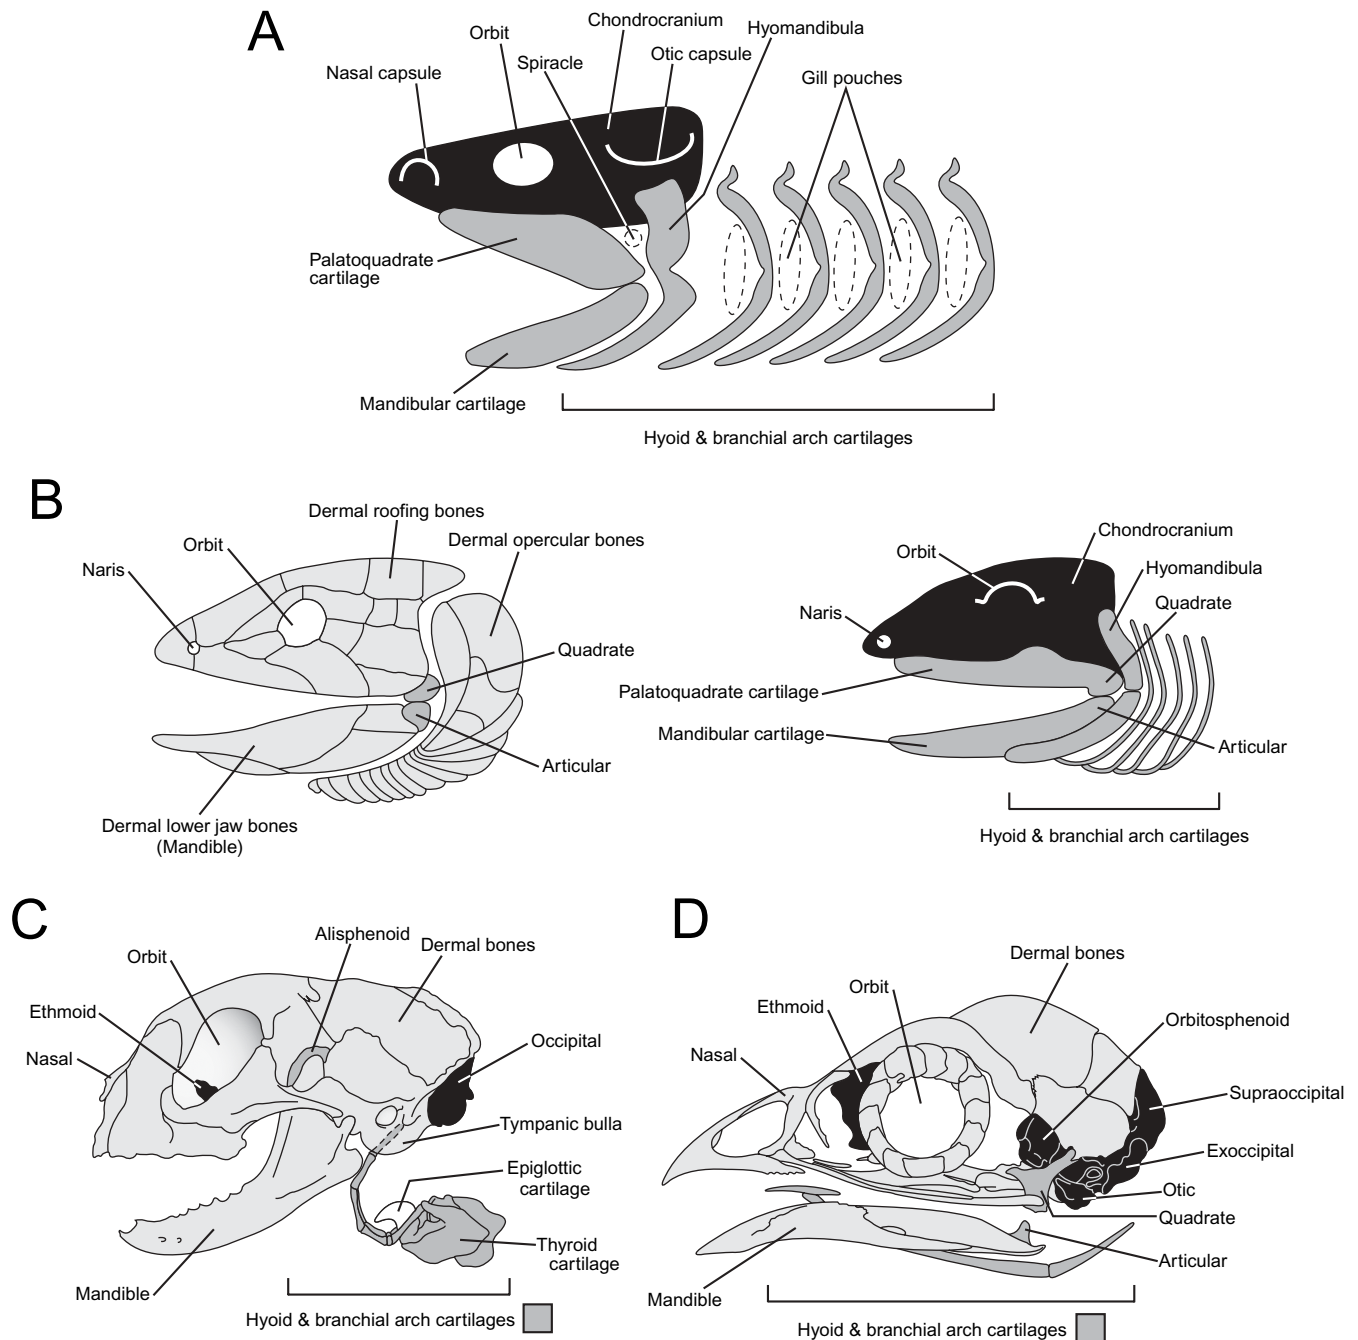 A
Chondrocranium
Orbit
Hyomandibula
Spiracle
Otic capsule
Nasal capsule
Gill pouches
Palatoquadrate
cartilage
Mandibular cartilage
Hyoid & branchial arch cartilages
B
Dermal roofing bones
Orbit
Dermal opercular bones
Naris
Quadrate
Articular
Dermal lower jaw bones
(Mandible)
Chondrocranium
Orbit
Hyomandibula
Quadrate
Naris
Palatoquadrate cartilage
Mandibular cartilage
Articular
Hyoid & branchial arch cartilages
C
Alisphenoid
Dermal bones
Orbit
Ethmoid
Occipital
Nasal
Tympanic bulla
Epiglottic
cartilage
Thyroid
cartilage
Mandible
Hyoid & branchial arch cartilages
D
Dermal bones
Orbit
Ethmoid
Orbitosphenoid
Nasal
Supraoccipital
Exoccipital
Otic
Quadrate
Articular
Mandible
Hyoid & branchial arch cartilages